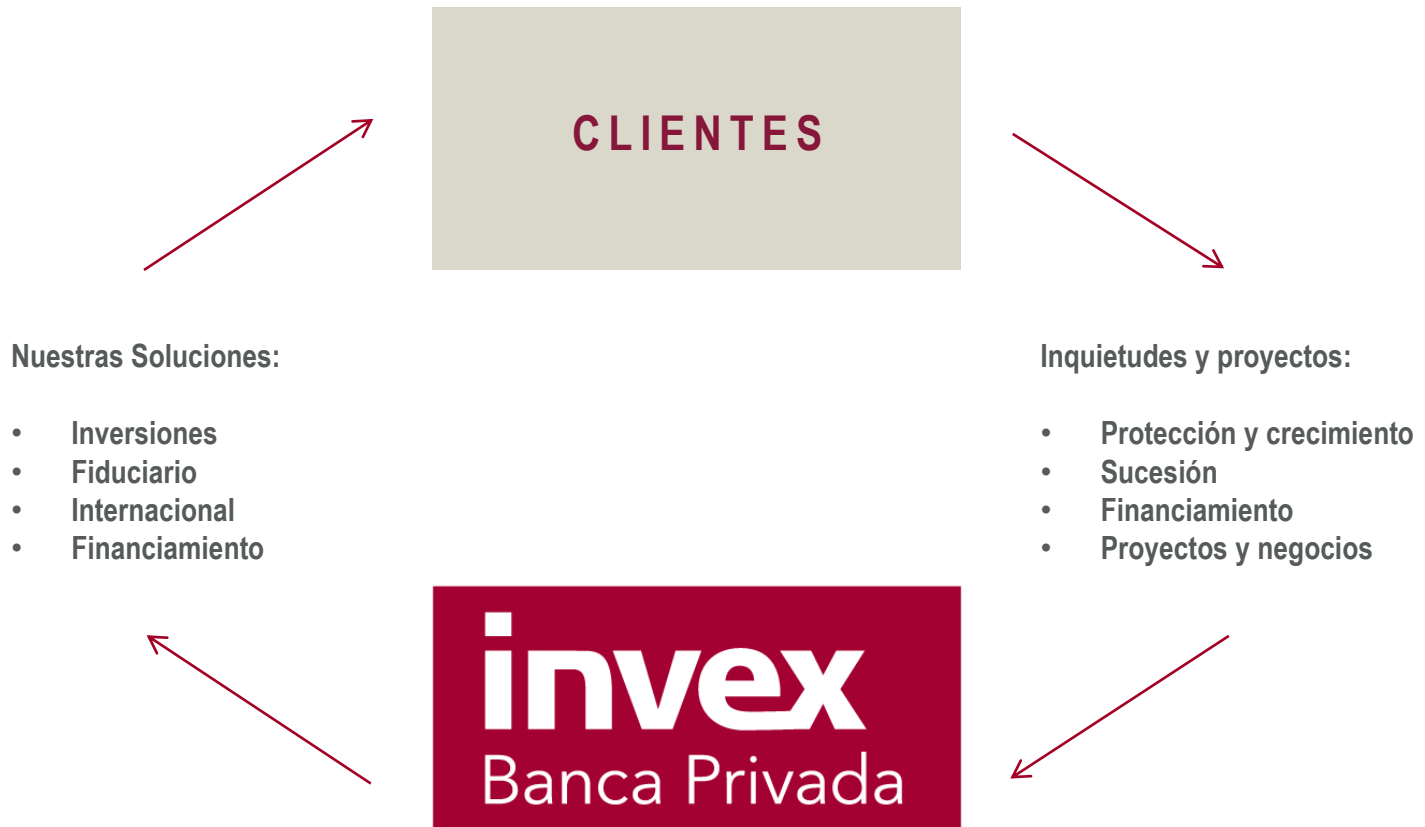 CLIENTES
Nuestras Soluciones:
• Inversiones
• Fiduciario
• Internacional
• Financiamiento
Inquietudes y proyectos:
• Protección y crecimiento
• Sucesión
• Financiamiento
• Proyectos y negocios
invex
Banca Privada